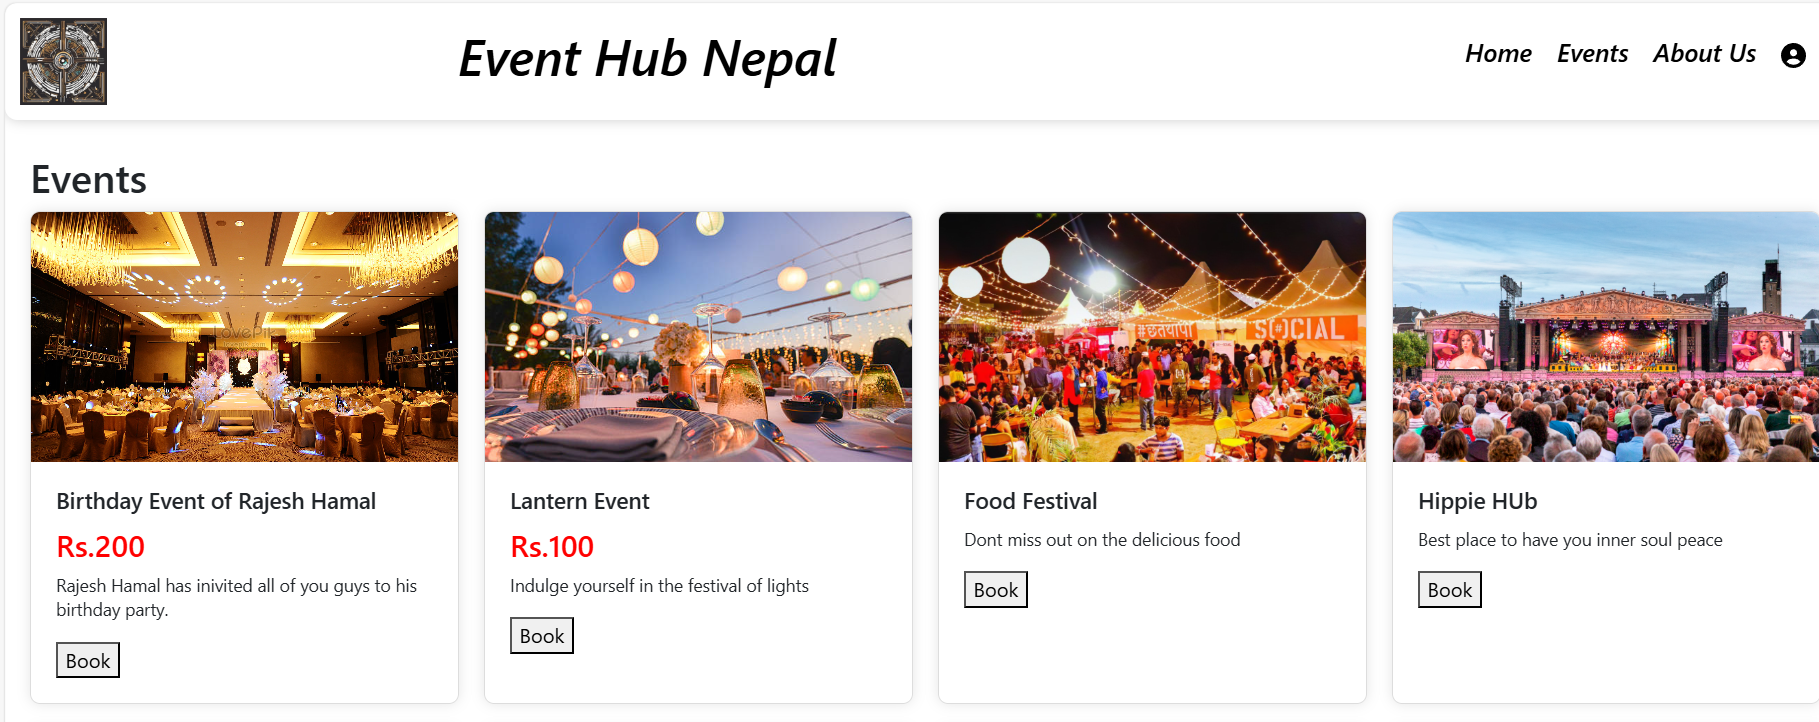 Event Hub Nepal
Home Events About Us
Events
#छतयापा
SOCIAL
Birthday Event of Rajesh Hamal
Rs.200
Rajesh Hamal has inivited all of you guys to his
birthday party.
Book
Lantern Event
Rs.100
Indulge yourself in the festival of lights
Book
Food Festival
Dont miss out on the delicious food
Book
Hippie HUb
Best place to have you inner soul peace
Book